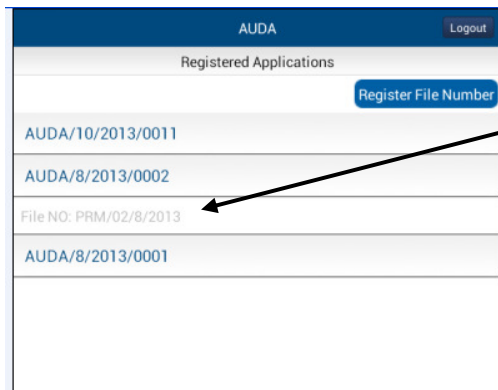 AUDA
Logout
Registered Applications
Register File Number
AUDA/10/2013/0011
AUDA/8/2013/0002
File NO: PRM/02/8/2013
AUDA/8/2013/0001